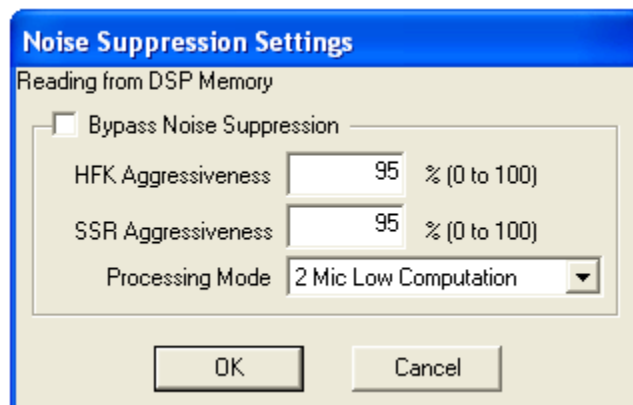 Noise Suppression Settings
Reading from DSP Memory
Bypass Noise Suppression
HFK Aggressiveness 95 % (0 to 100)
SSR Aggressiveness 95 % (0 to 100)
Processing Mode 2 Mic Low Computation
OK Cancel